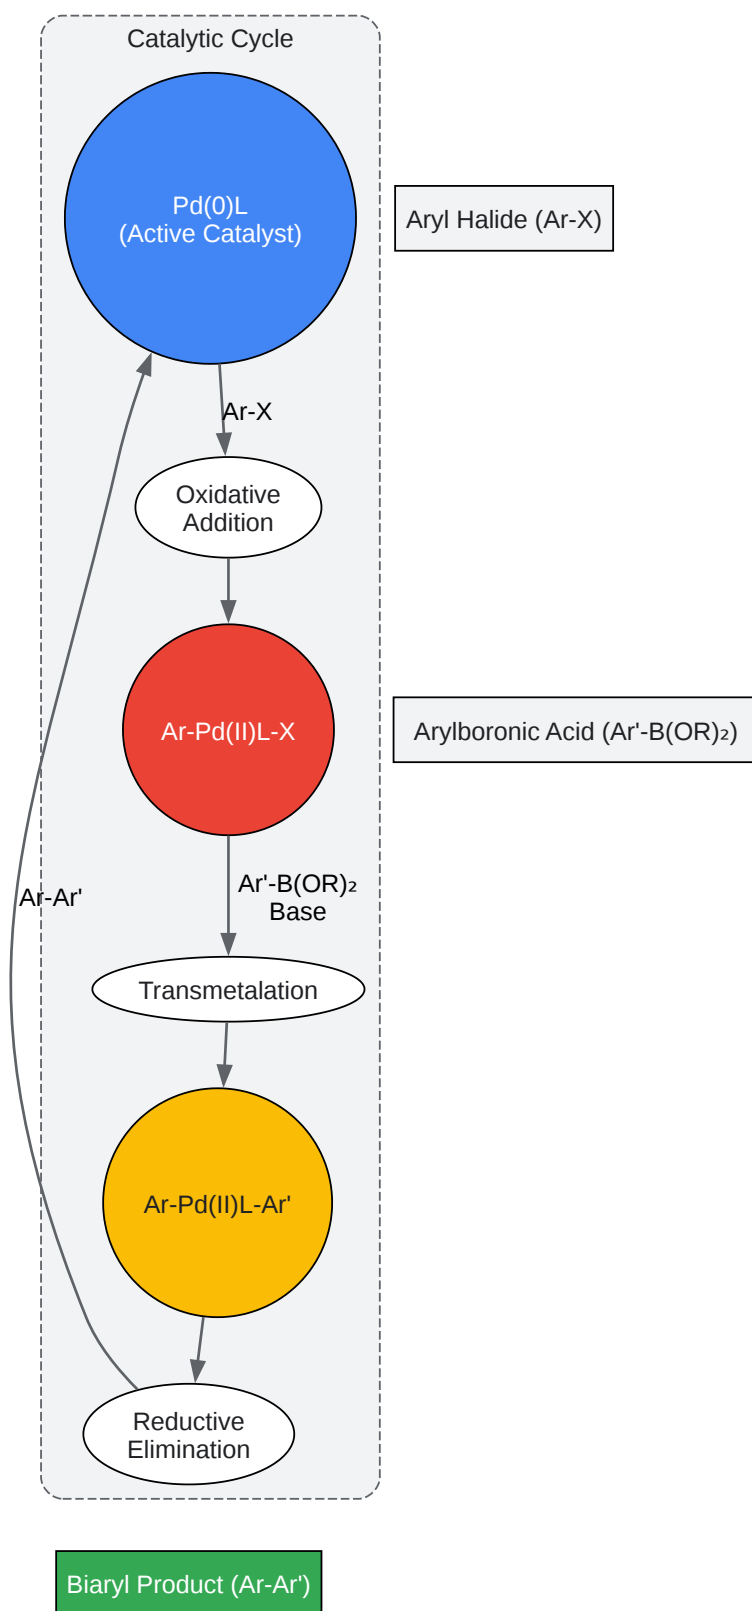 Catalytic Cycle
Pd(0)L
(Active Catalyst)
Aryl Halide (Ar-X)
Ar-X
Oxidative
Addition
Ar-Pd(II)L-X
Arylboronic Acid (Ar'-B(OR)₂)
Ar-Ar'
Ar'-B(OR)₂
Base
Transmetalation
Ar-Pd(II)L-Ar'
Reductive
Elimination
Biaryl Product (Ar-Ar')